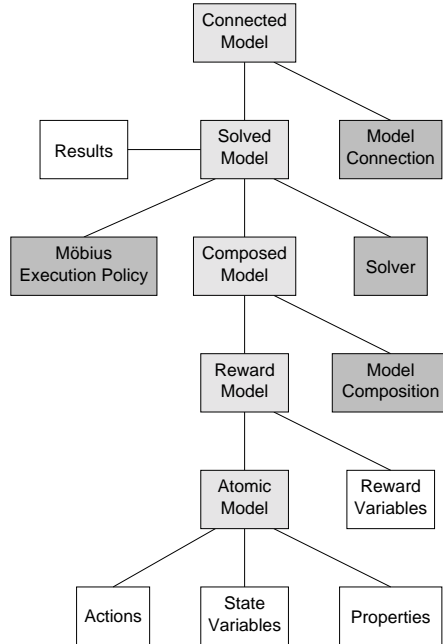 Connected
Model
Results
Solved
Model
Model
Connection
Möbius
Execution Policy
Composed
Model
Solver
Reward
Model
Model
Composition
Atomic
Model
Reward
Variables
Actions
State
Variables
Properties